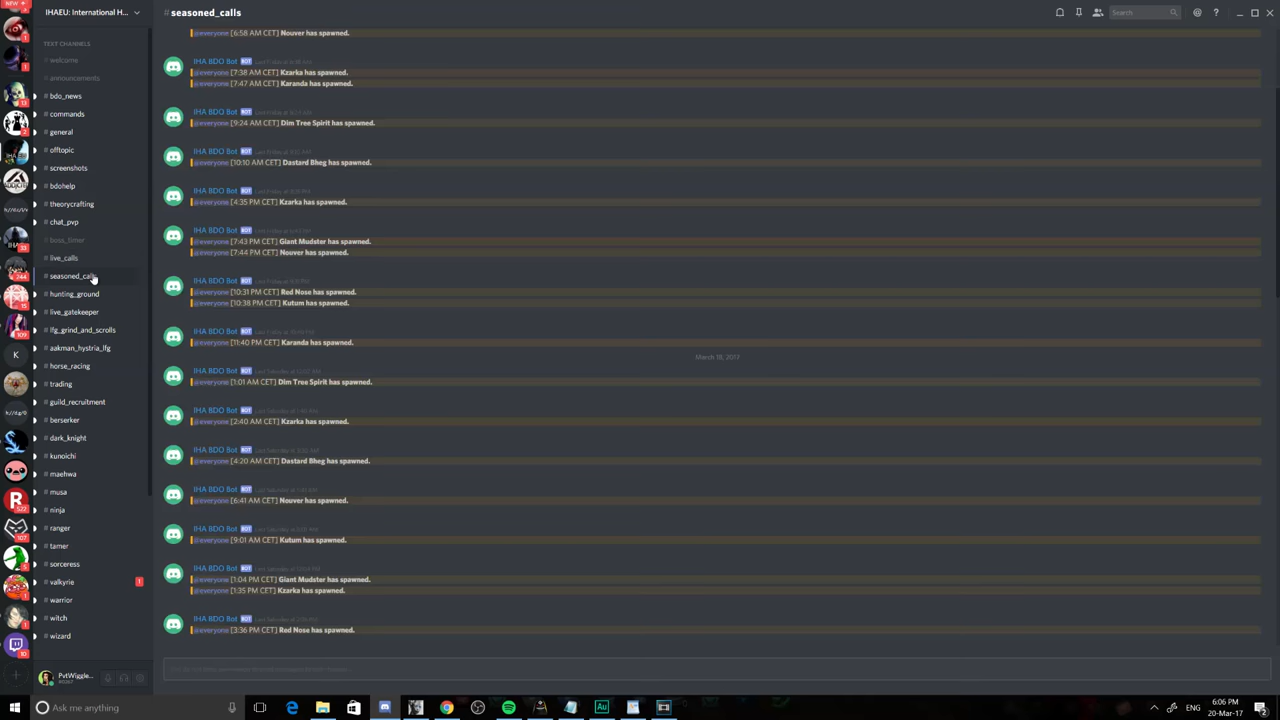 NEW
IHAEU: International H...
# seasoned_calls
Search
TEXT CHANNELS
# welcome
# announcements
# bdo_news
# commands
# general
# offtopic
# screenshots
# bdohelp
# theorycrafting
# chat_pvp
# boss_timer
# live_calls
# seasoned_calls
# hunting_ground
# live_gatekeeper
# lfg_grind_and_scrolls
# aakman_hystria_lfg
# horse_racing
# trading
# guild_recruitment
# berserker
# dark_knight
# kunoichi
# maehwa
# musa
# ninja
# ranger
# tamer
# sorceress
# valkyrie 1
# warrior
# witch
# wizard
PvtWiggle...
@everyone [6:58 AM CET] Nouver has spawned.
IHA BDO Bot BOT
@everyone [7:38 AM CET] Kzarka has spawned.
@everyone [7:47 AM CET] Karanda has spawned.
IHA BDO Bot BOT
@everyone [9:24 AM CET] Dim Tree Spirit has spawned.
IHA BDO Bot BOT
@everyone [10:10 AM CET] Dastard Bheg has spawned.
IHA BDO Bot BOT
@everyone [4:35 PM CET] Kzarka has spawned.
IHA BDO Bot BOT
@everyone [7:43 PM CET] Giant Mudster has spawned.
@everyone [7:44 PM CET] Nouver has spawned.
IHA BDO Bot BOT
@everyone [10:31 PM CET] Red Nose has spawned.
@everyone [10:38 PM CET] Kutum has spawned.
IHA BDO Bot BOT
@everyone [11:40 PM CET] Karanda has spawned.
March 18, 2017
IHA BDO Bot BOT
@everyone [1:01 AM CET] Dim Tree Spirit has spawned.
IHA BDO Bot BOT
@everyone [2:40 AM CET] Kzarka has spawned.
IHA BDO Bot BOT
@everyone [4:20 AM CET] Dastard Bheg has spawned.
IHA BDO Bot BOT
@everyone [6:41 AM CET] Nouver has spawned.
IHA BDO Bot BOT
@everyone [9:01 AM CET] Kutum has spawned.
IHA BDO Bot BOT
@everyone [1:04 PM CET] Giant Mudster has spawned.
@everyone [1:35 PM CET] Kzarka has spawned.
IHA BDO Bot BOT
@everyone [3:36 PM CET] Red Nose has spawned.
Ask me anything
ENG
6:06 PM
20-Mar-17